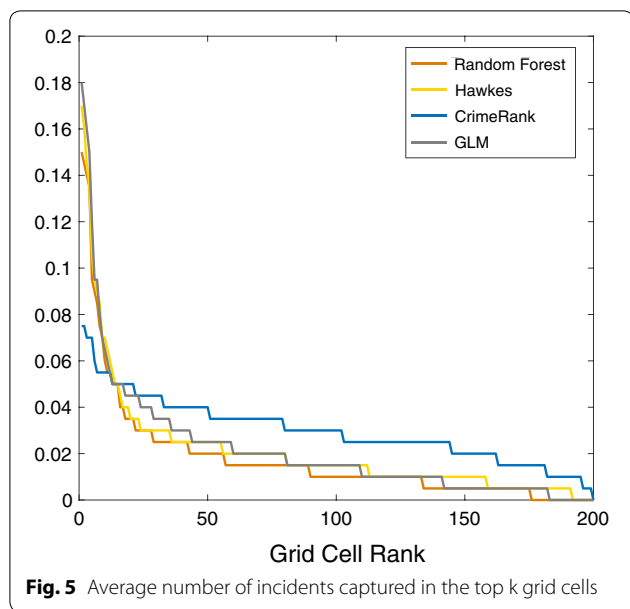 0.2
0.18
0.16
0.14
0.12
0.1
0.08
0.06
0.04
0.02
0
Random Forest
Hawkes
CrimeRank
GLM
0 50 100 150 200
Grid Cell Rank
Fig. 5 Average number of incidents captured in the top k grid cells